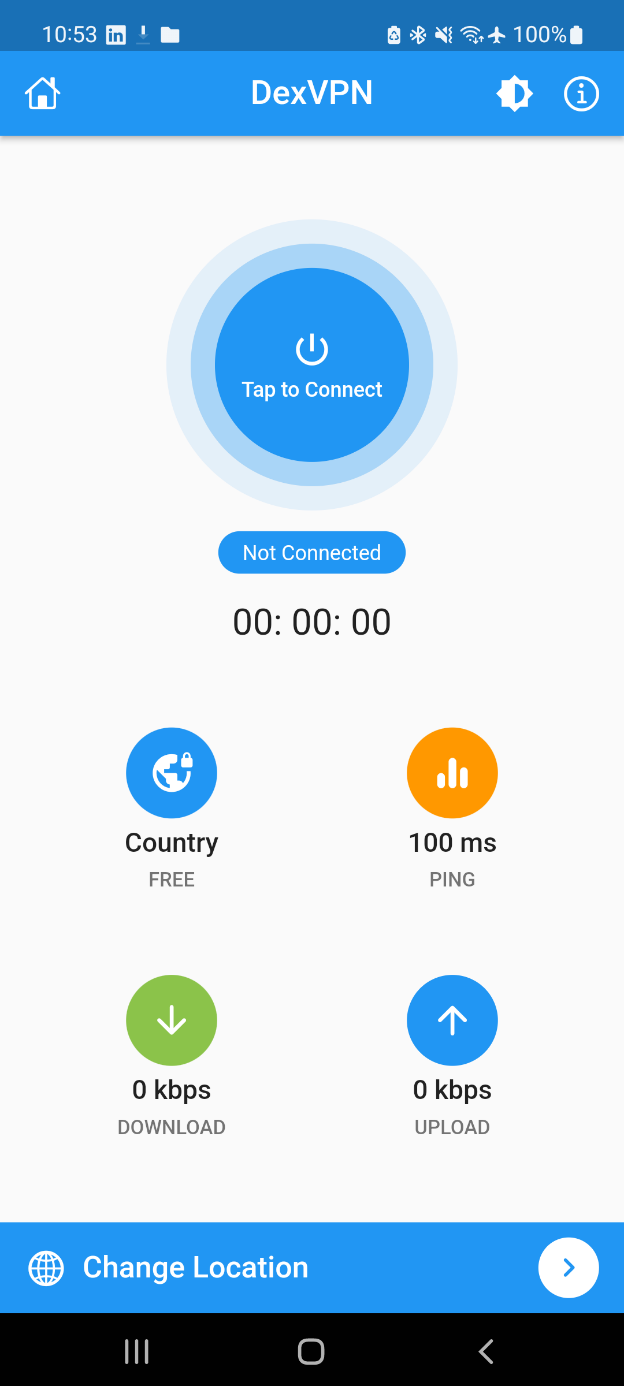 10:53 100%
DexVPN
Tap to Connect
Not Connected
00: 00: 00
Country 100 ms
FREE PING
0 kbps 0 kbps
DOWNLOAD UPLOAD
Change Location